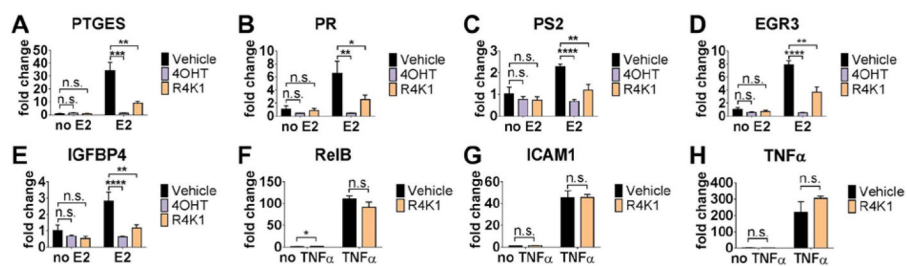 A PTGES
fold change
50
40
30
20
10
0
n.s.
n.s.
***
**
no E2 E2
Vehicle
4OHT
R4K1
B PR
fold change
10
8
6
4
2
0
n.s.
n.s.
**
*
no E2 E2
Vehicle
4OHT
R4K1
C PS2
fold change
5
4
3
2
1
0
n.s.
n.s.
****
**
no E2 E2
Vehicle
4OHT
R4K1
D EGR3
fold change
10
8
6
4
2
0
n.s.
n.s.
****
**
no E2 E2
Vehicle
4OHT
R4K1
E IGFBP4
fold change
4
3
2
1
0
n.s.
n.s.
****
**
no E2 E2
Vehicle
4OHT
R4K1
F RelB
fold change
150
100
50
0
*
n.s.
no TNFα TNFα
Vehicle
R4K1
G ICAM1
fold change
60
40
20
0
n.s.
n.s.
no TNFα TNFα
Vehicle
R4K1
H TNFα
fold change
400
300
200
100
0
n.s.
n.s.
no TNFα TNFα
Vehicle
R4K1